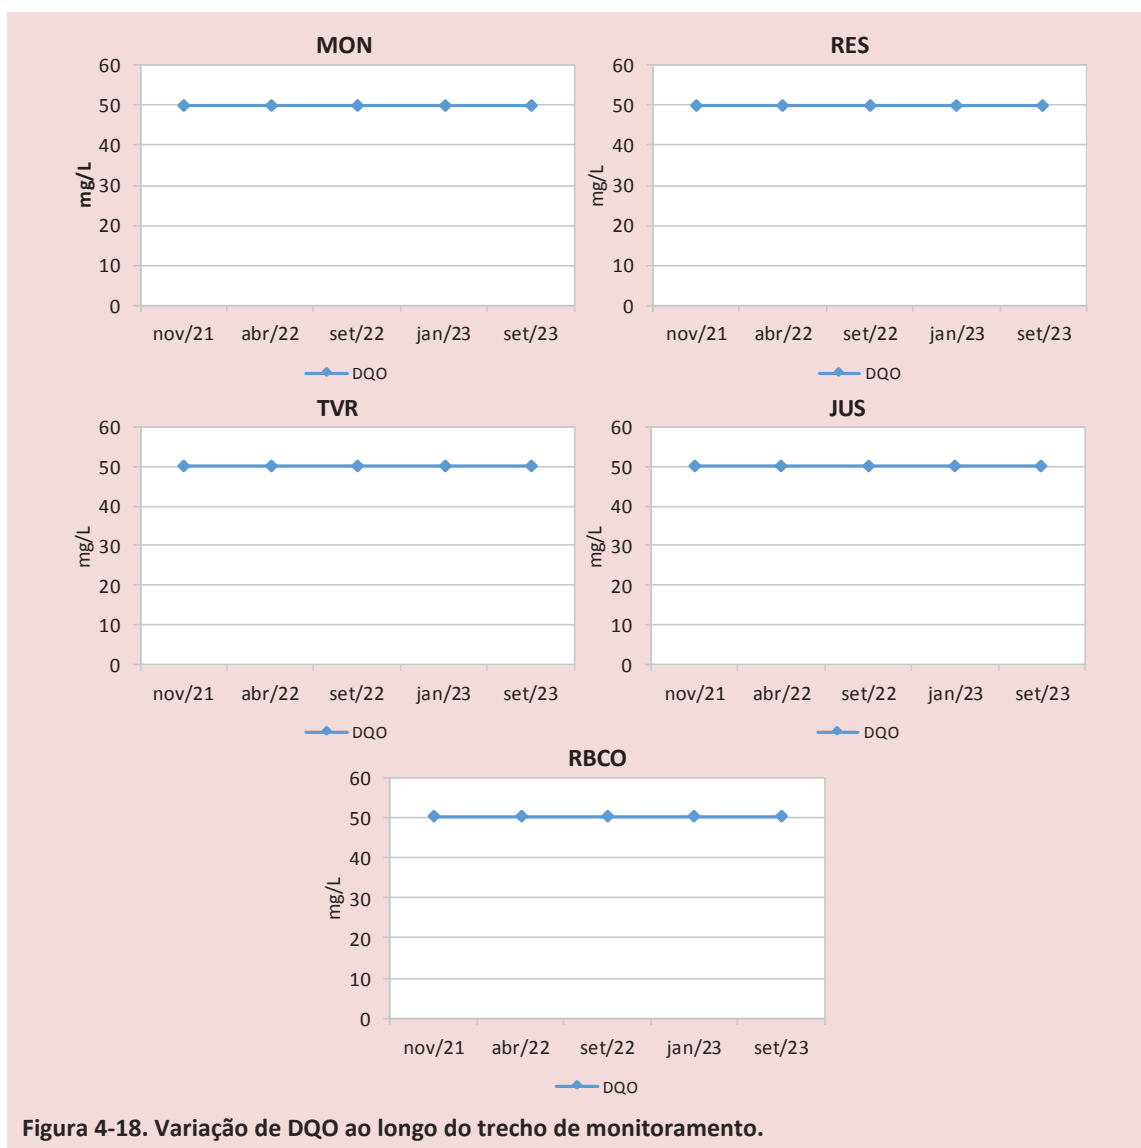 MON
60
50
40
30
20
10
0
mg/L
nov/21 abr/22 set/22 jan/23 set/23
DQO
RES
60
50
40
30
20
10
0
mg/L
nov/21 abr/22 set/22 jan/23 set/23
DQO
TVR
60
50
40
30
20
10
0
mg/L
nov/21 abr/22 set/22 jan/23 set/23
DQO
JUS
60
50
40
30
20
10
0
mg/L
nov/21 abr/22 set/22 jan/23 set/23
DQO
RBCO
60
50
40
30
20
10
0
mg/L
nov/21 abr/22 set/22 jan/23 set/23
DQO
Figura 4-18. Variação de DQO ao longo do trecho de monitoramento.